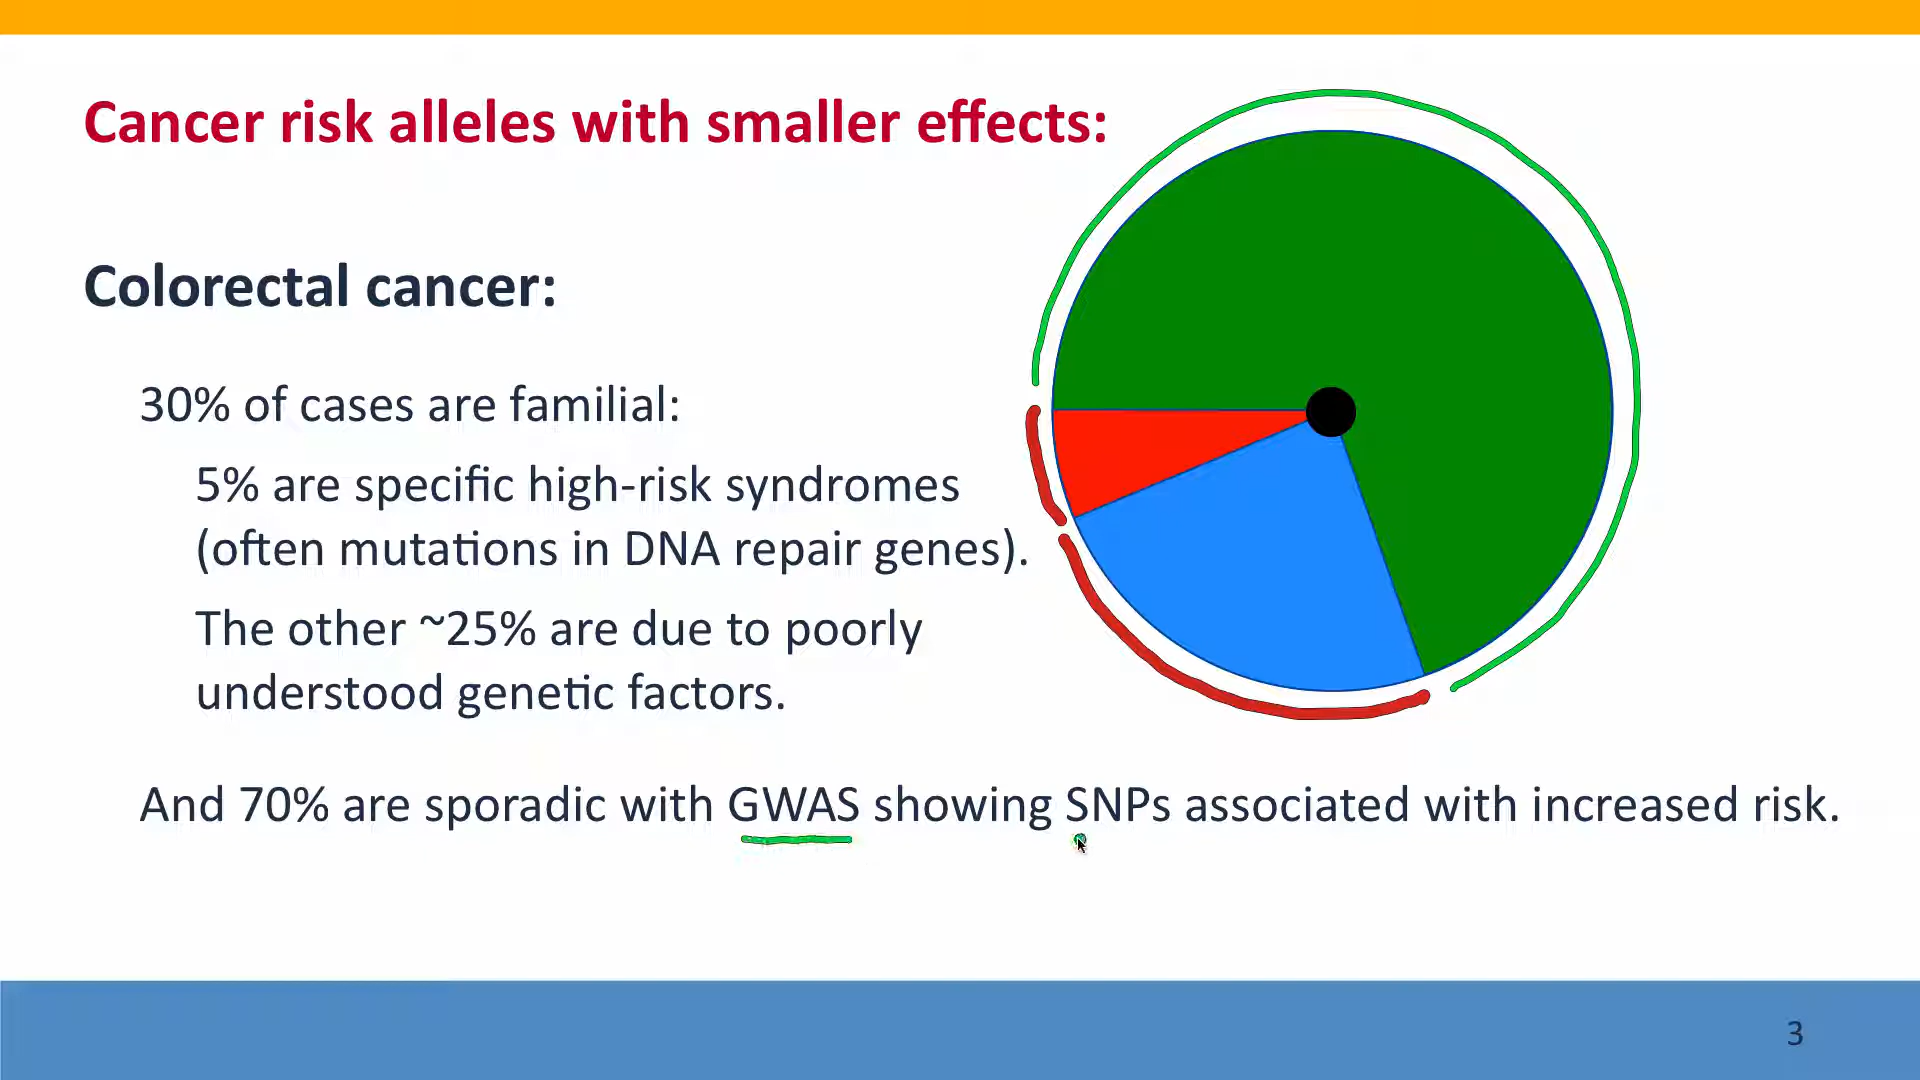 Cancer risk alleles with smaller effects:
Colorectal cancer:
30% of cases are familial:
5% are specific high-risk syndromes
(often mutations in DNA repair genes).
The other ~25% are due to poorly
understood genetic factors.
And 70% are sporadic with GWAS showing SNPs associated with increased risk.
3